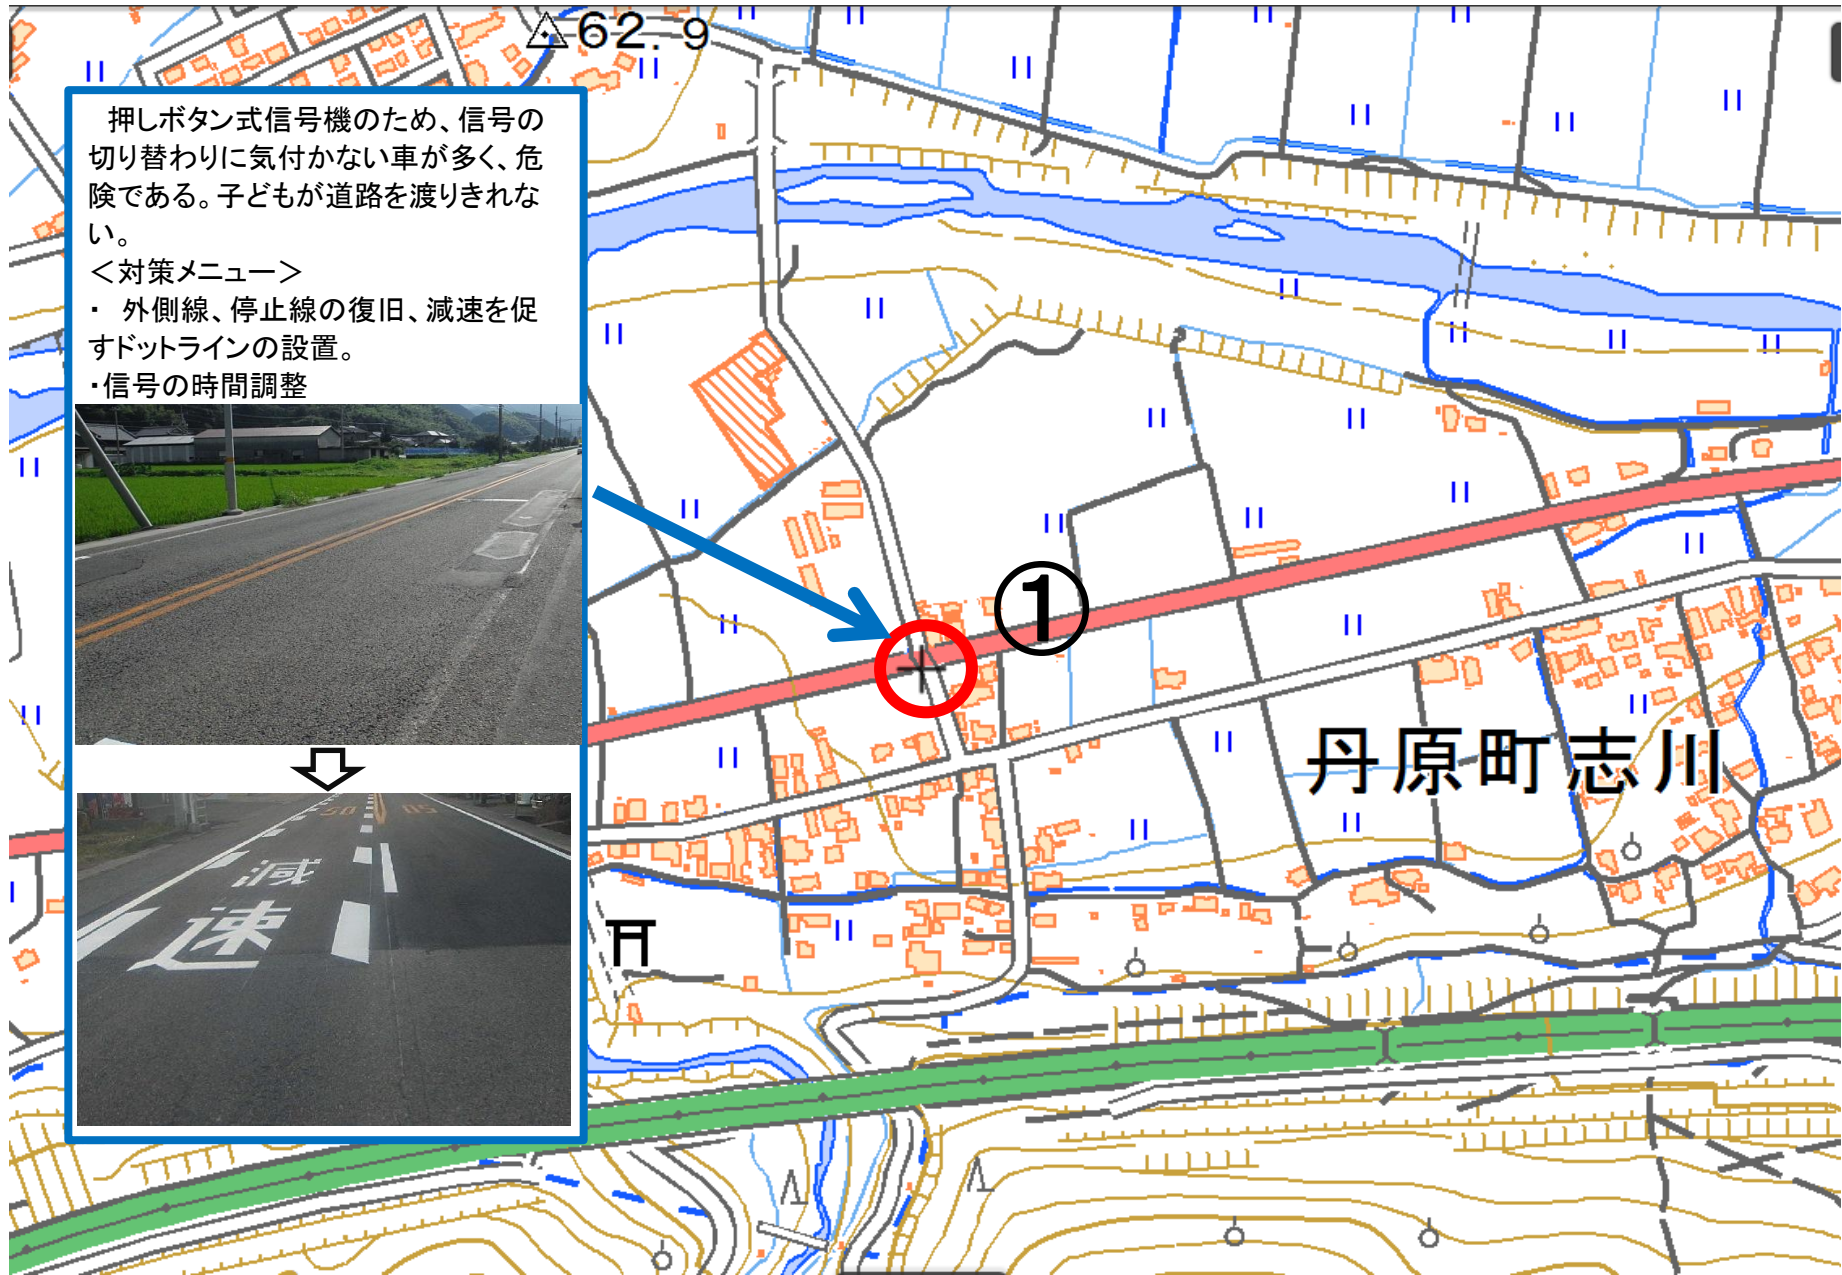 62.9
押しボタン式信号機のため、信号の
切り替わりに気付かない車が多く、危
険である。子どもが道路を渡りきれな
い。
＜対策メニュー＞
・ 外側線、停止線の復旧、減速を促
すドットラインの設置。
・信号の時間調整
減
速
50
①
丹原町志川